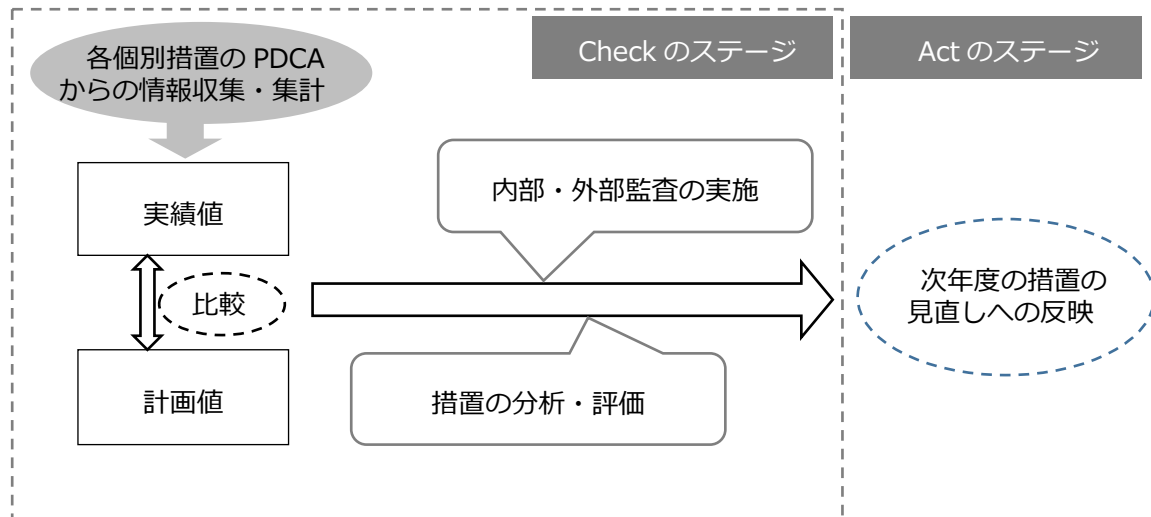 各個別措置の PDCA
からの情報収集・集計
Check のステージ
Act のステージ
実績値
内部・外部監査の実施
比較
次年度の措置の
見直しへの反映
計画値
措置の分析・評価